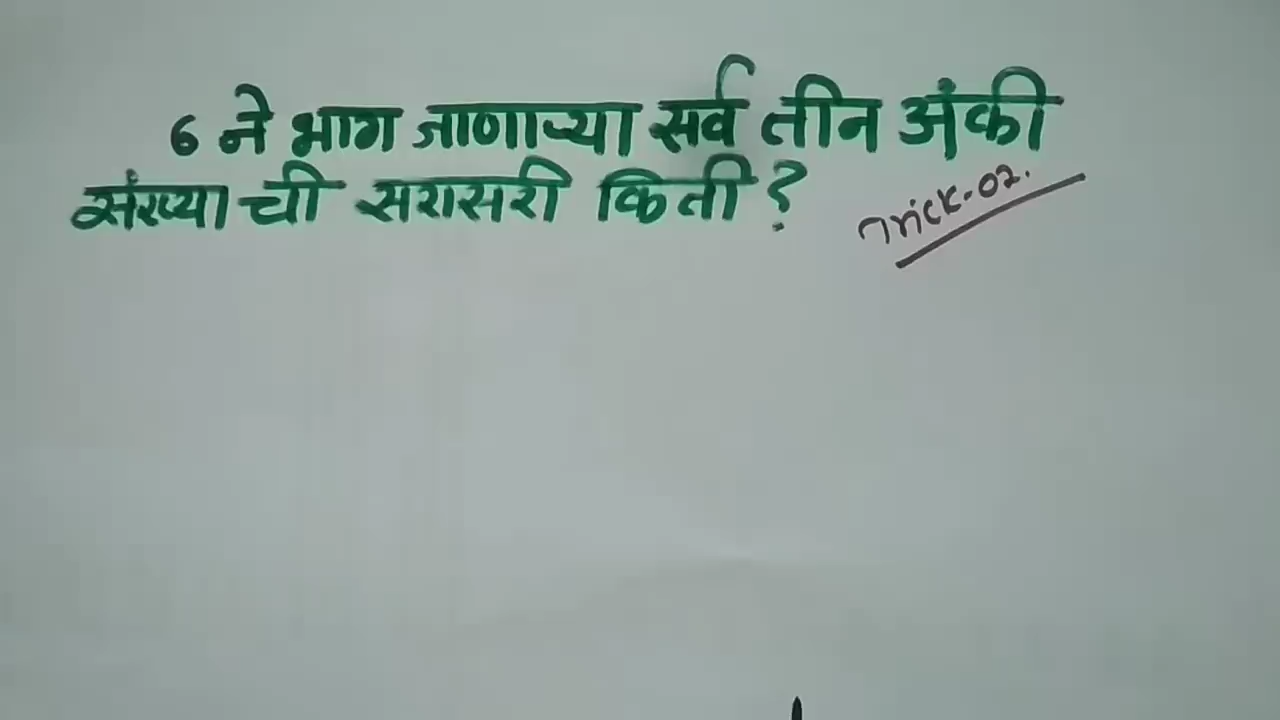 6 ने भाग जाणाऱ्या सर्व तीन अंकी
संख्या ची सरासरी किती ?
Trick-02.